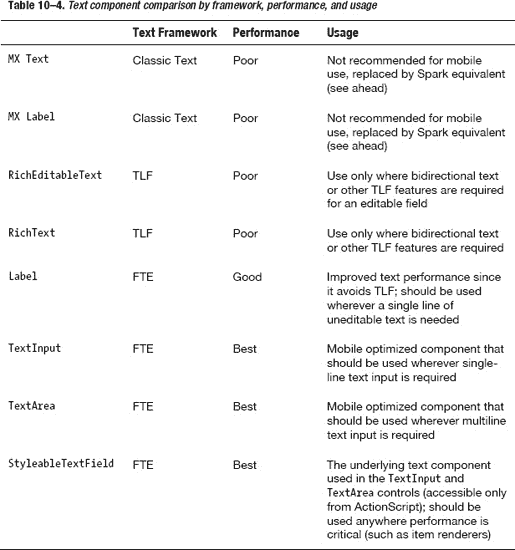 Table 10–4. Text component comparison by framework, performance, and usage
Text Framework Performance Usage
MX Text Classic Text Poor Not recommended for mobile
use, replaced by Spark equivalent
(see ahead)
MX Label Classic Text Poor Not recommended for mobile
use, replaced by Spark equivalent
(see ahead)
RichEditableText TLF Poor Use only where bidirectional text
or other TLF features are required
for an editable field
RichText TLF Poor Use only where bidirectional text
or other TLF features are required
Label FTE Good Improved text performance since
it avoids TLF; should be used
wherever a single line of
uneditable text is needed
TextInput FTE Best Mobile optimized component that
should be used wherever single-
line text input is required
TextArea FTE Best Mobile optimized component that
should be used wherever multiline
text input is required
StyleableTextField FTE Best The underlying text component
used in the TextInput and
TextArea controls (accessible only
from ActionScript); should be
used anywhere performance is
critical (such as item renderers)